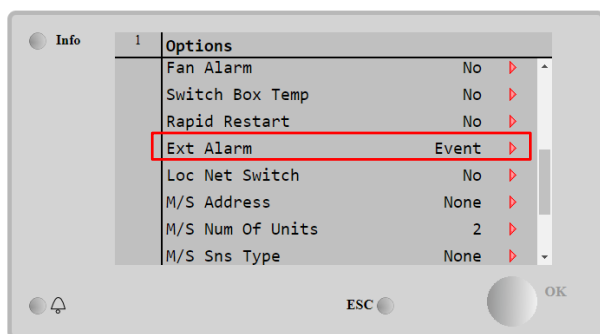 Info
1 Options
Fan Alarm No
Switch Box Temp No
Rapid Restart No
Ext Alarm Event
Loc Net Switch No
M/S Address None
M/S Num Of Units 2
M/S Sns Type None
ESC
OK